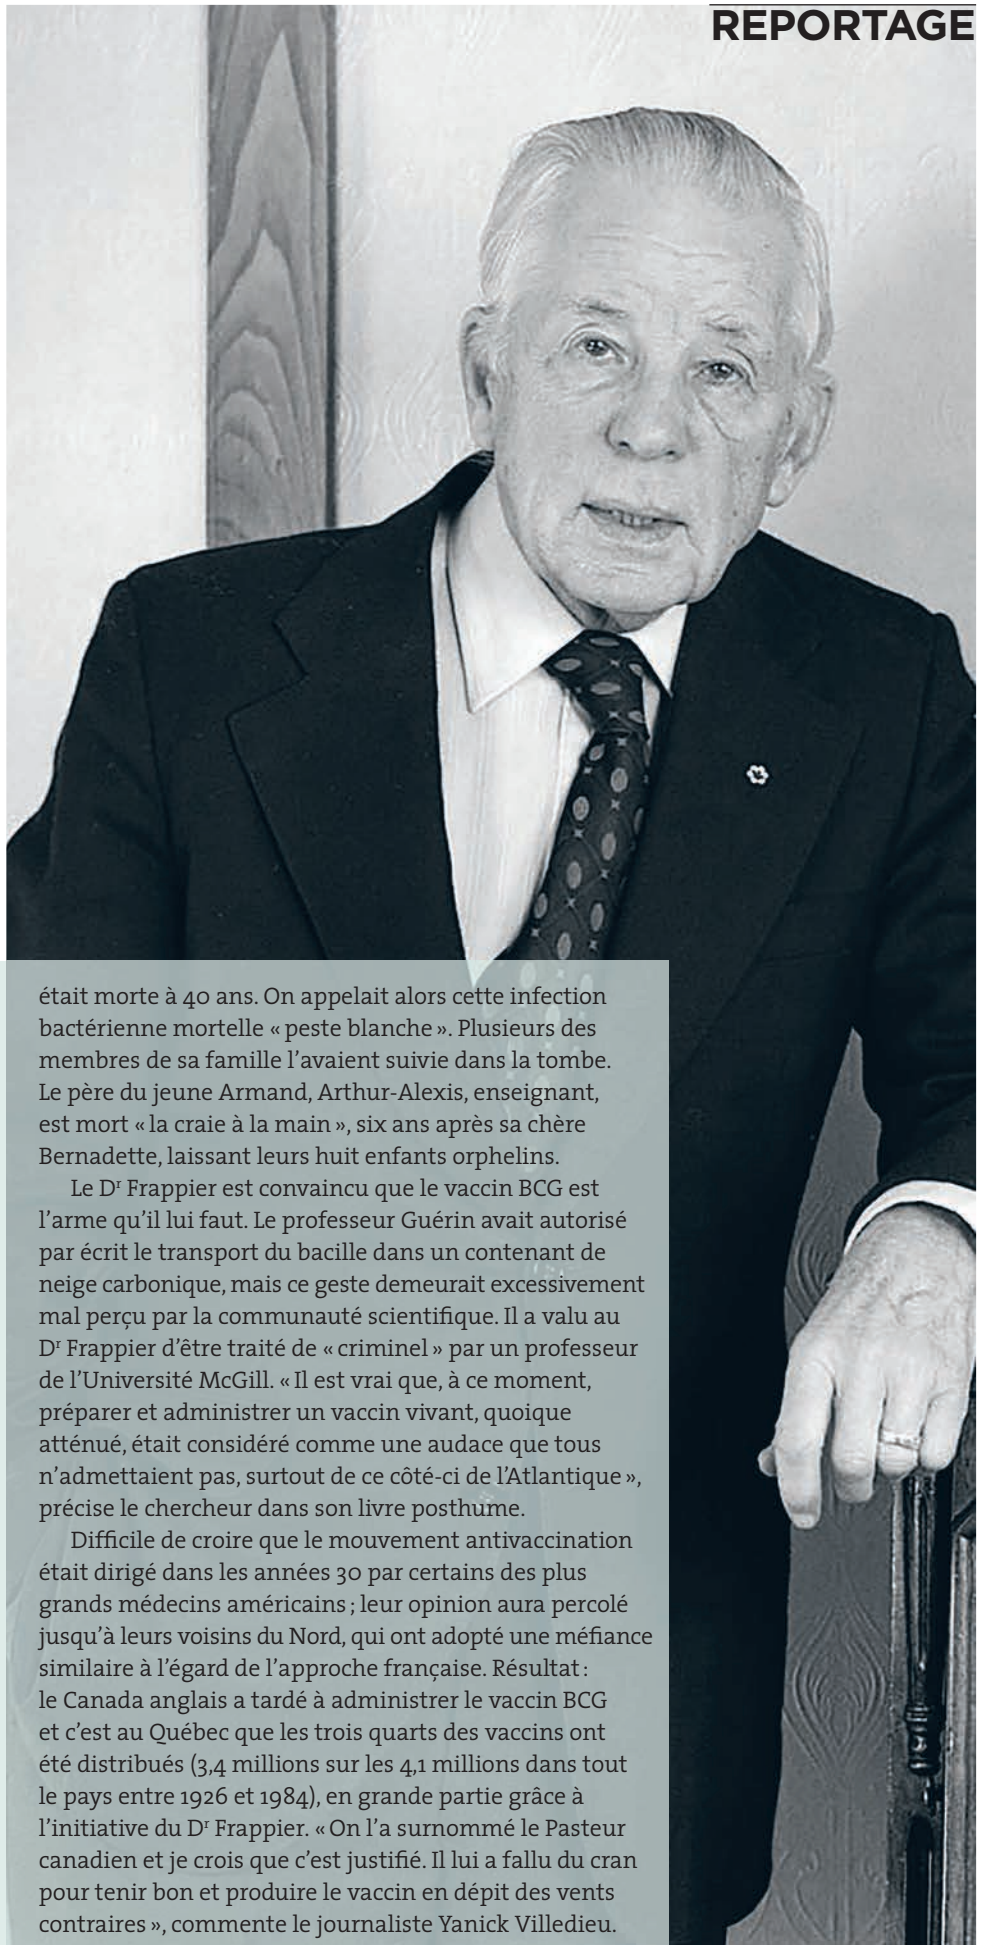 REPORTAGE
était morte à 40 ans. On appelait alors cette infection
bactérienne mortelle « peste blanche ». Plusieurs des
membres de sa famille l’avaient suivie dans la tombe.
Le père du jeune Armand, Arthur-Alexis, enseignant,
est mort « la craie à la main », six ans après sa chère
Bernadette, laissant leurs huit enfants orphelins.
Le Dʳ Frappier est convaincu que le vaccin BCG est
l’arme qu’il lui faut. Le professeur Guérin avait autorisé
par écrit le transport du bacille dans un contenant de
neige carbonique, mais ce geste demeurait excessivement
mal perçu par la communauté scientifique. Il a valu au
Dʳ Frappier d’être traité de « criminel » par un professeur
de l’Université McGill. « Il est vrai que, à ce moment,
préparer et administrer un vaccin vivant, quoique
atténué, était considéré comme une audace que tous
n’admettaient pas, surtout de ce côté-ci de l’Atlantique »,
précise le chercheur dans son livre posthume.
Difficile de croire que le mouvement antivaccination
était dirigé dans les années 30 par certains des plus
grands médecins américains ; leur opinion aura percolé
jusqu’à leurs voisins du Nord, qui ont adopté une méfiance
similaire à l’égard de l’approche française. Résultat :
le Canada anglais a tardé à administrer le vaccin BCG
et c’est au Québec que les trois quarts des vaccins ont
été distribués (3,4 millions sur les 4,1 millions dans tout
le pays entre 1926 et 1984), en grande partie grâce à
l’initiative du Dʳ Frappier. « On l’a surnommé le Pasteur
canadien et je crois que c’est justifié. Il lui a fallu du cran
pour tenir bon et produire le vaccin en dépit des vents
contraires », commente le journaliste Yanick Villedieu.